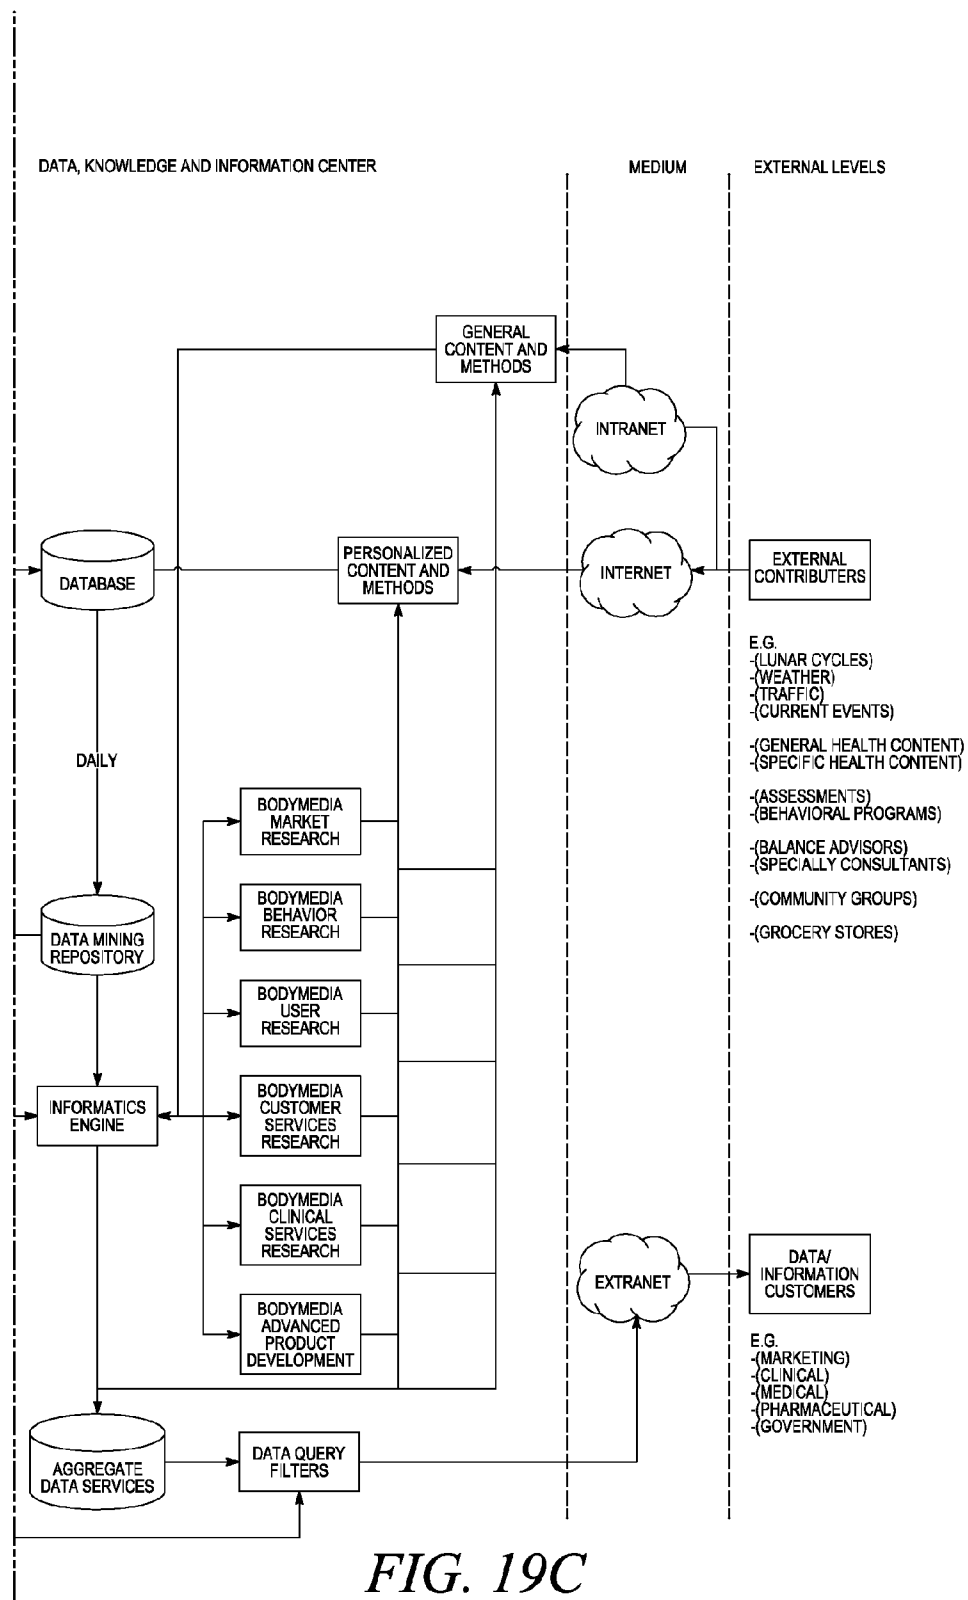 DATA, KNOWLEDGE AND INFORMATION CENTER
MEDIUM
EXTERNAL LEVELS
GENERAL
CONTENT AND
METHODS
INTRANET
DATABASE
PERSONALIZED
CONTENT AND
METHODS
INTERNET
EXTERNAL
CONTRIBUTERS
E.G.
-(LUNAR CYCLES)
-(WEATHER)
-(TRAFFIC)
-(CURRENT EVENTS)
-(GENERAL HEALTH CONTENT)
-(SPECIFIC HEALTH CONTENT)
-(ASSESSMENTS)
-(BEHAVIORAL PROGRAMS)
-(BALANCE ADVISORS)
-(SPECIALLY CONSULTANTS)
-(COMMUNITY GROUPS)
-(GROCERY STORES)
DAILY
BODYMEDIA
MARKET
RESEARCH
BODYMEDIA
BEHAVIOR
RESEARCH
DATA MINING
REPOSITORY
BODYMEDIA
USER
RESEARCH
INFORMATICS
ENGINE
BODYMEDIA
CUSTOMER
SERVICES
RESEARCH
BODYMEDIA
CLINICAL
SERVICES
RESEARCH
EXTRANET
DATA/
INFORMATION
CUSTOMERS
BODYMEDIA
ADVANCED
PRODUCT
DEVELOPMENT
E.G.
-(MARKETING)
-(CLINICAL)
-(MEDICAL)
-(PHARMACEUTICAL)
-(GOVERNMENT)
AGGREGATE
DATA SERVICES
DATA QUERY
FILTERS
FIG. 19C